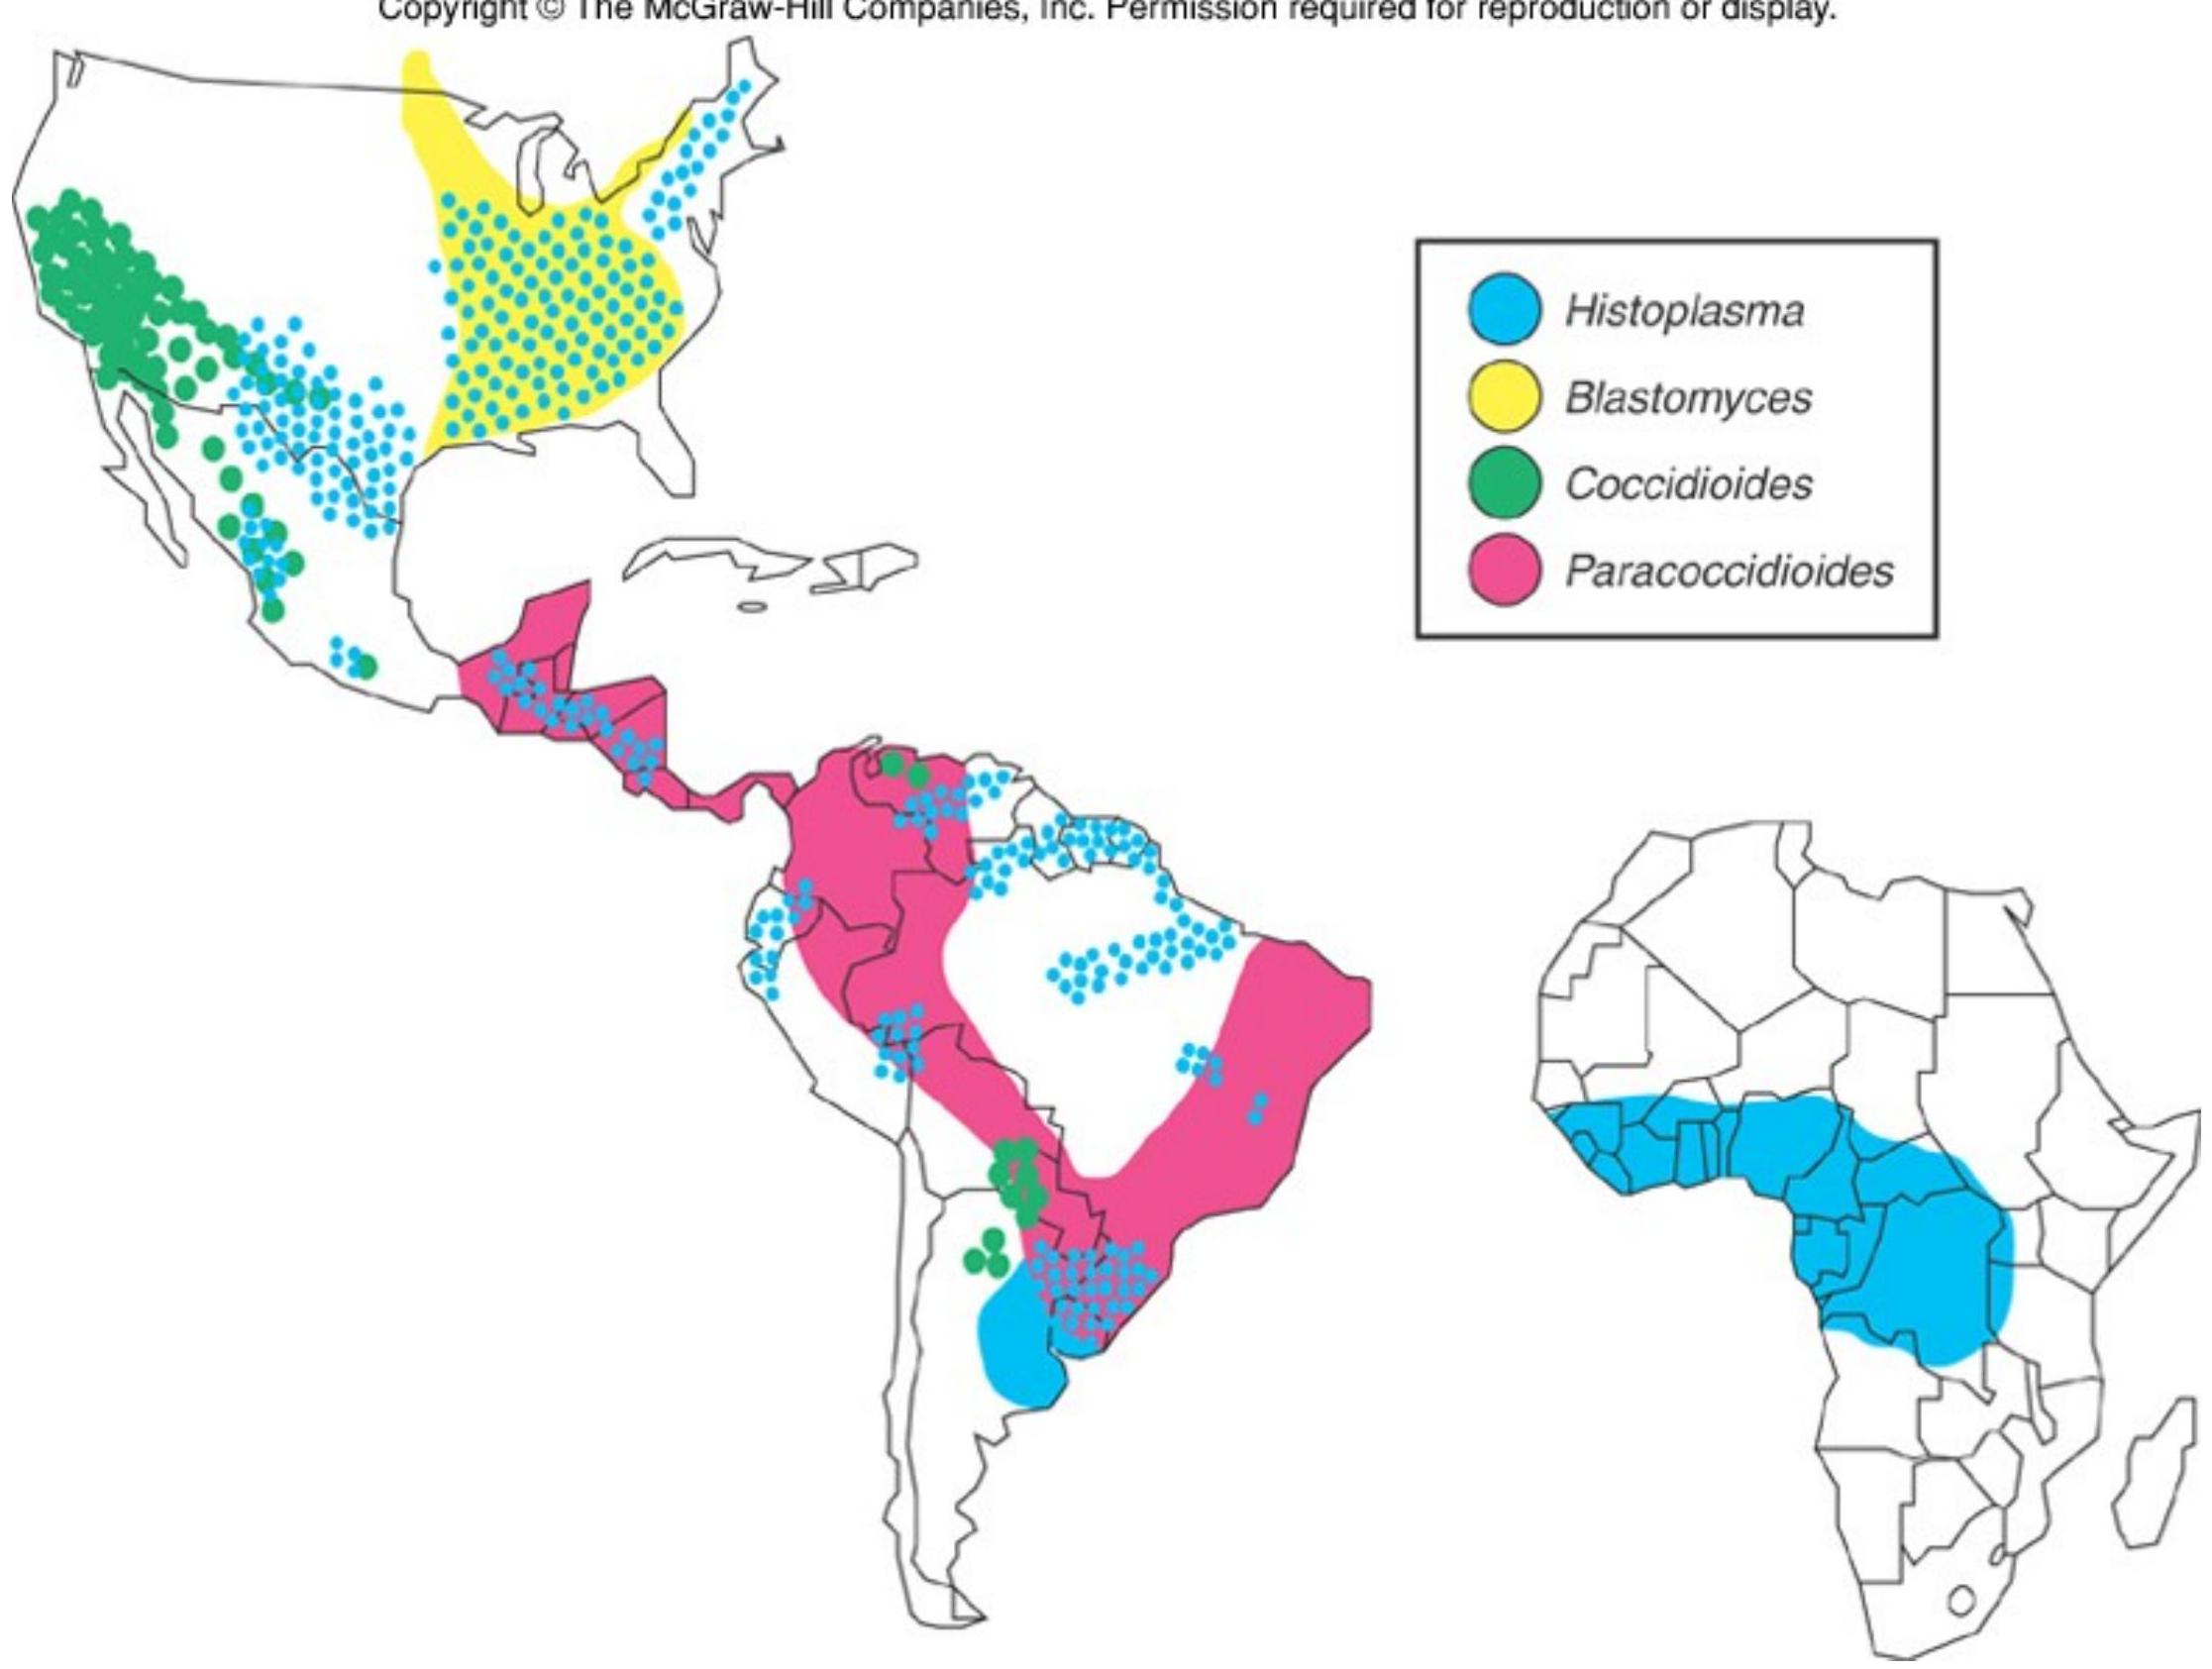 Copyright © The McGraw-Hill Companies, Inc. Permission required for reproduction or display.
Histoplasma
Blastomyces
Coccidioides
Paracoccidioides